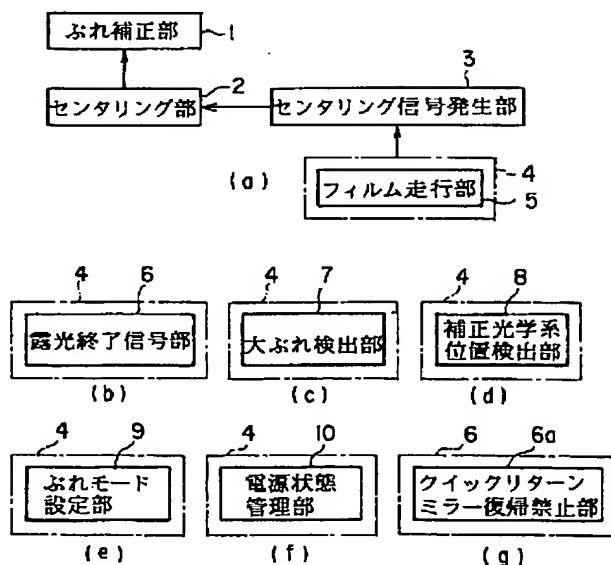 ぶれ補正部
1
センタリング部
2
3
センタリング信号発生部
(a)
フィルム走行部
4
5
4 6
露光終了信号部
(b)
4 7
大ぶれ検出部
(c)
4 8
補正光学系
位置検出部
(d)
4 9
ぶれモード
設定部
(e)
4 10
電源状態
管理部
(f)
6 6a
クイックリターン
ミラー復帰禁止部
(g)